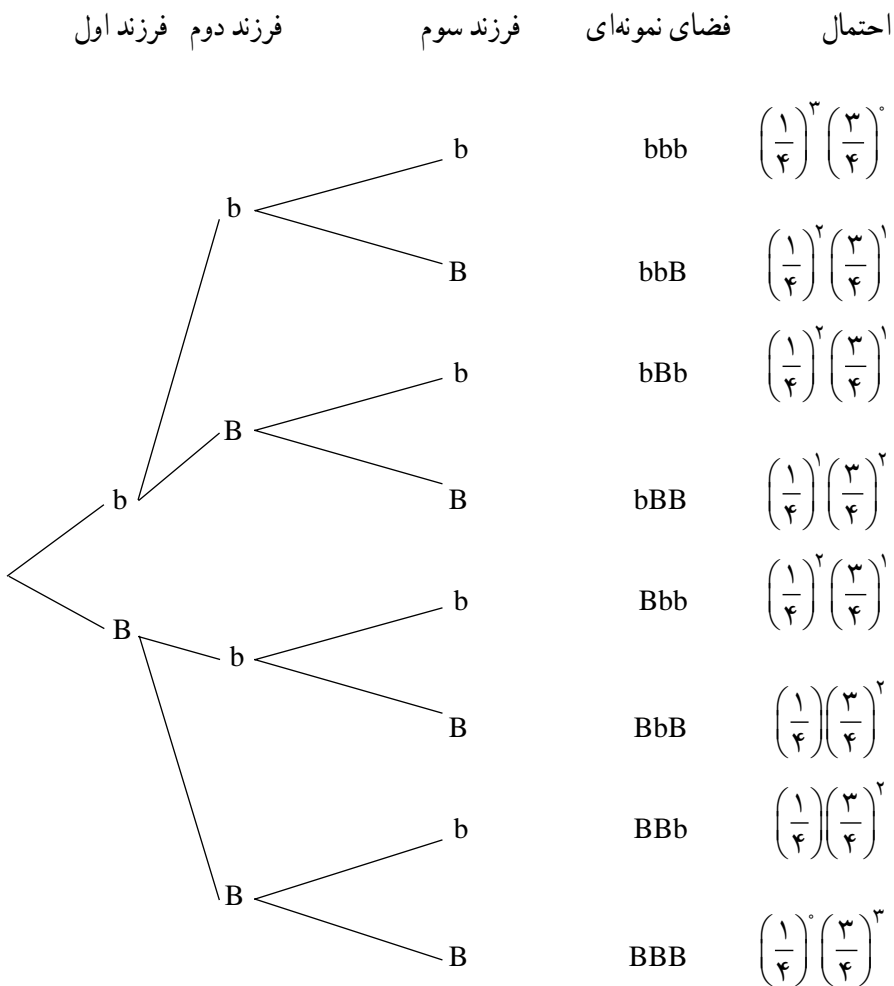 احتمال فضای نمونه‌ای فرزند سوم فرزند دوم فرزند اول
b bbb (۱/۴)^۳ (۳/۴)^۰
b
B bbB (۱/۴)^۲ (۳/۴)^۱
b bBb (۱/۴)^۲ (۳/۴)^۱
B
b B bBB (۱/۴)^۱ (۳/۴)^۲
b Bbb (۱/۴)^۲ (۳/۴)^۱
B
b
B BbB (۱/۴)(۳/۴)^۲
b BBb (۱/۴)(۳/۴)^۲
B
B BBB (۱/۴)^۰ (۳/۴)^۳